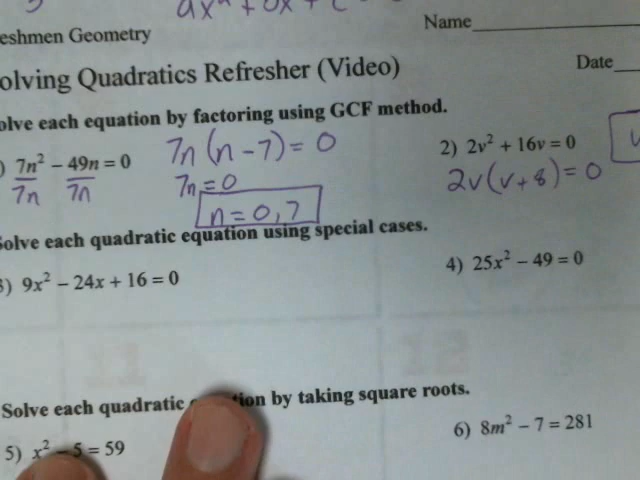 ax² + bx + c
eshmen Geometry
Name
olving Quadratics Refresher (Video)
Date
olve each equation by factoring using GCF method.
) 7n² − 49n = 0
7n 7n
7n(n − 7) = 0
7n = 0
n = 0, 7
2) 2v² + 16v = 0
2v(v + 8) = 0
Solve each quadratic equation using special cases.
3) 9x² − 24x + 16 = 0
4) 25x² − 49 = 0
Solve each quadratic tion by taking square roots.
5) x² − 5 = 59
6) 8m² − 7 = 281